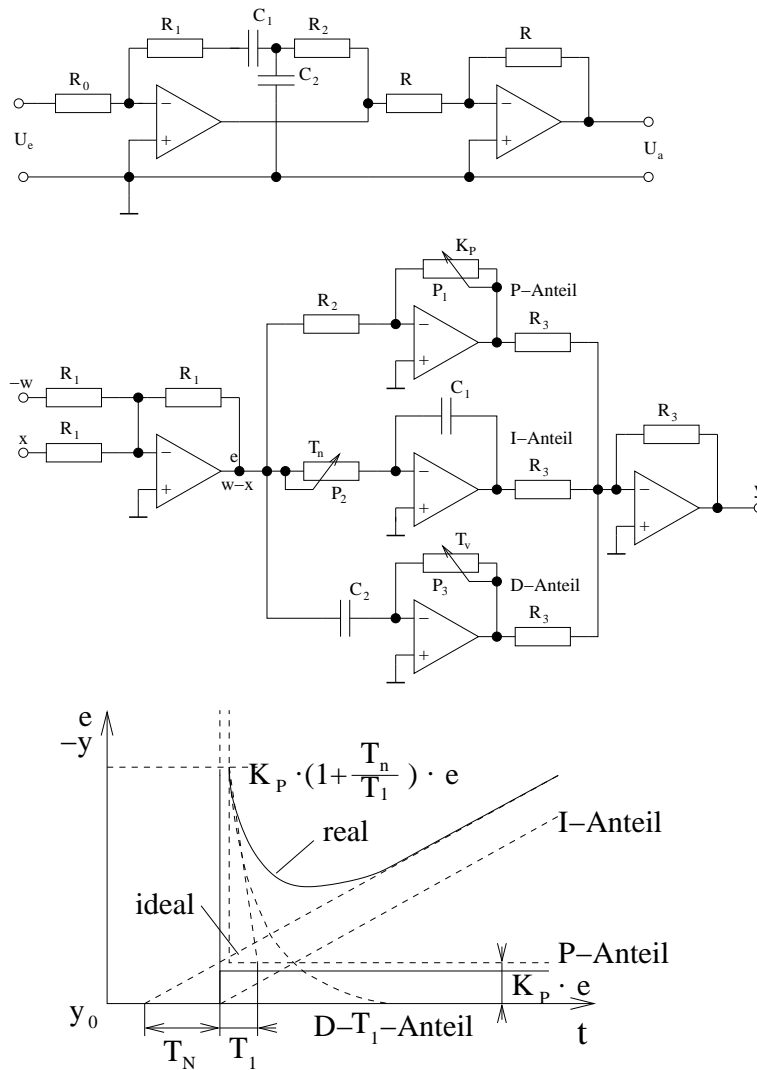 C1
R1
R2
R
R0
C2
R
−
+
−
+
Ue
Ua
KP
R2
P1
P−Anteil
−
+
R3
C1
−w
R1
R1
R3
x
R1
−
+
e
w−x
Tn
P2
I−Anteil
−
+
R3
−
+
y
Tv
C2
P3
D−Anteil
−
+
R3
e
−y
KP · (1+ Tn/T1 ) · e
real
I−Anteil
ideal
P−Anteil
KP · e
y0
TN
T1
D−T1−Anteil
t